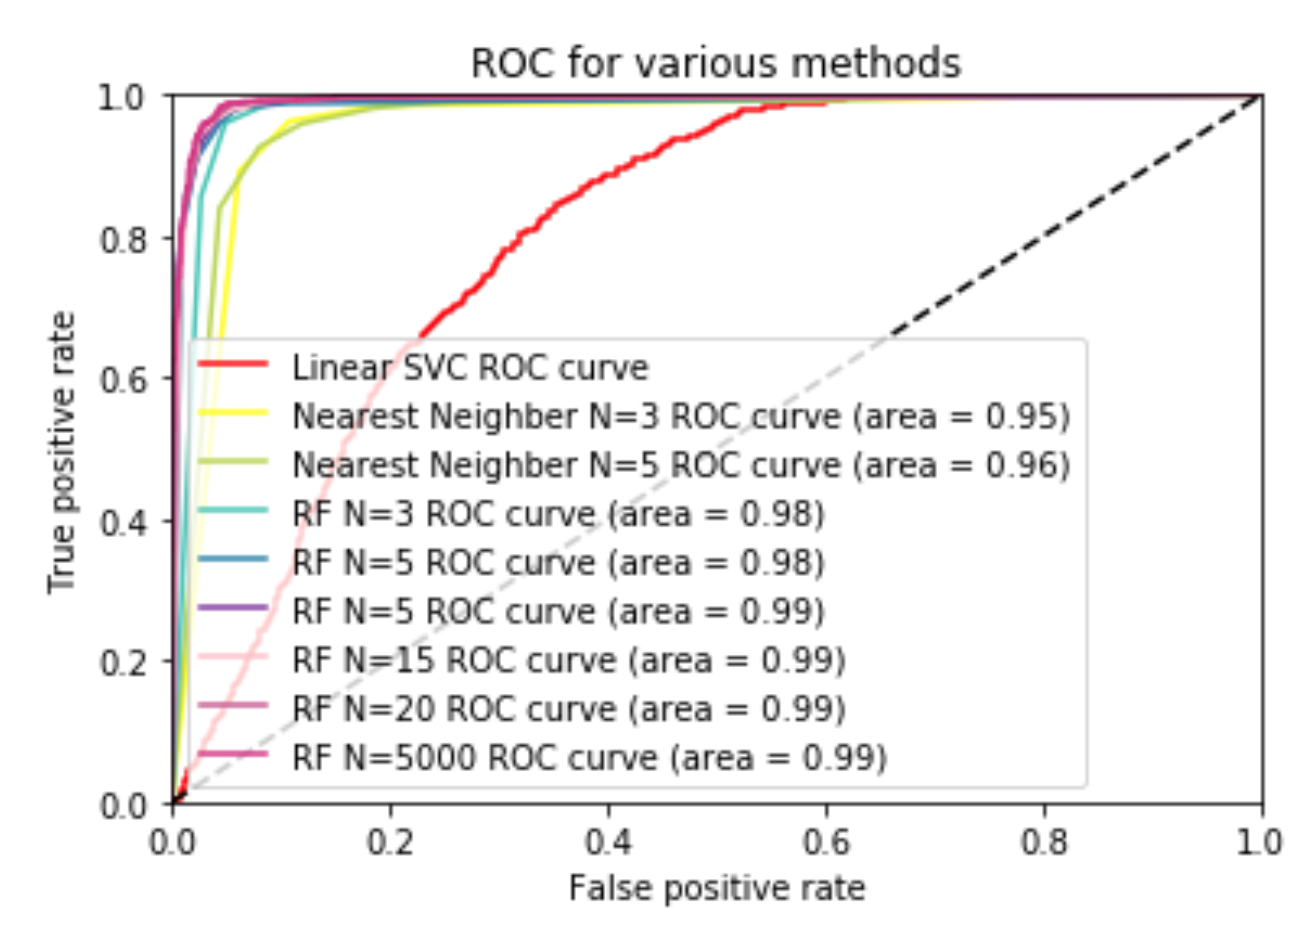 ROC for various methods
1.0
0.8
0.6
0.4
0.2
0.0
True positive rate
Linear SVC ROC curve
Nearest Neighber N=3 ROC curve (area = 0.95)
Nearest Neighber N=5 ROC curve (area = 0.96)
RF N=3 ROC curve (area = 0.98)
RF N=5 ROC curve (area = 0.98)
RF N=5 ROC curve (area = 0.99)
RF N=15 ROC curve (area = 0.99)
RF N=20 ROC curve (area = 0.99)
RF N=5000 ROC curve (area = 0.99)
0.0 0.2 0.4 0.6 0.8 1.0
False positive rate